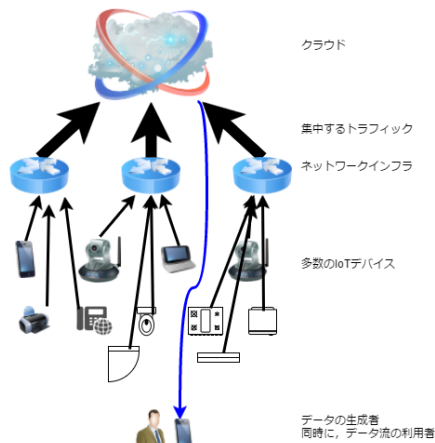 クラウド
集中するトラフィック
ネットワークインフラ
多数のIoTデバイス
データの生成者
同時に，データ流の利用者